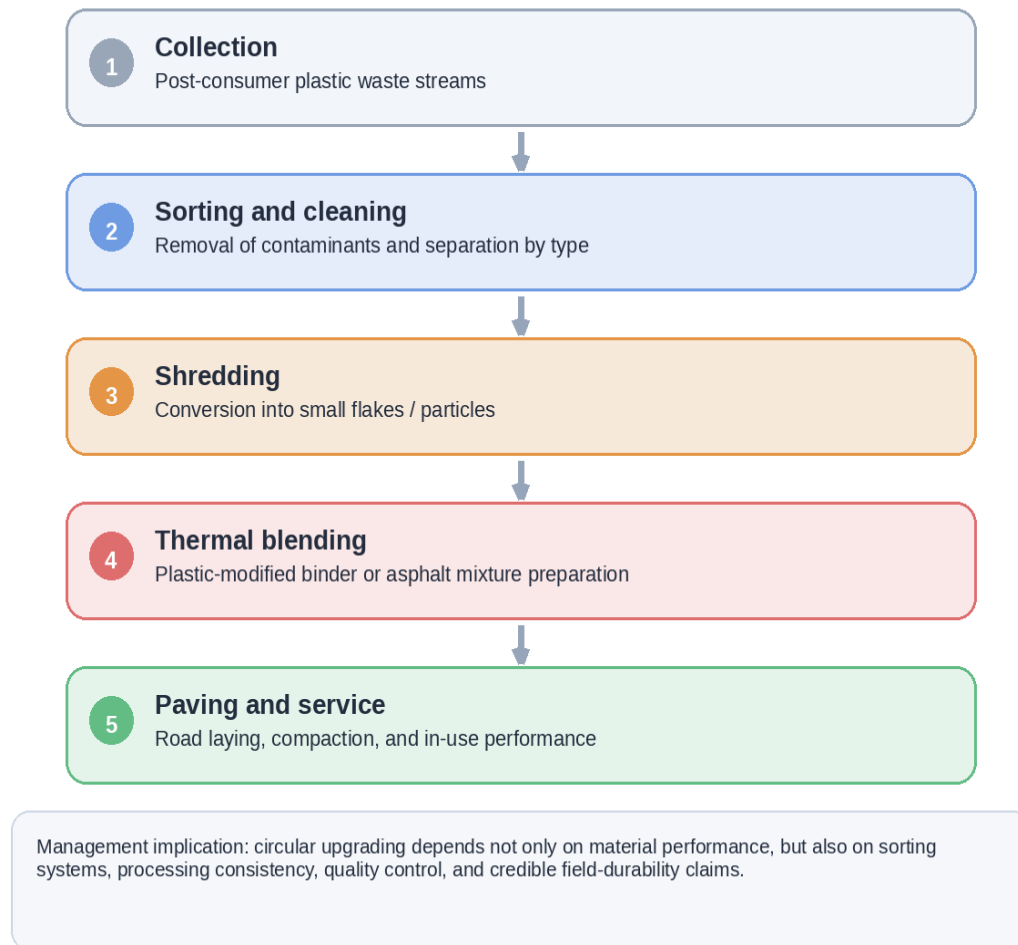 1
Collection
Post-consumer plastic waste streams
2
Sorting and cleaning
Removal of contaminants and separation by type
3
Shredding
Conversion into small flakes / particles
4
Thermal blending
Plastic-modified binder or asphalt mixture preparation
5
Paving and service
Road laying, compaction, and in-use performance
Management implication: circular upgrading depends not only on material performance, but also on sorting
systems, processing consistency, quality control, and credible field-durability claims.